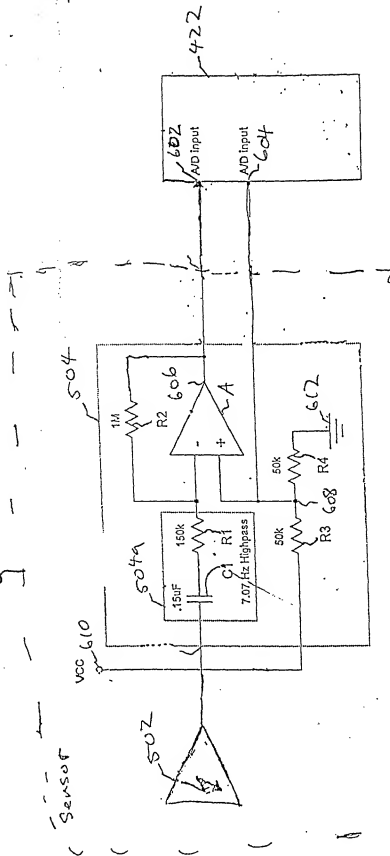 Sensor
502
VCC 610
504
504a
.15uF
C1
150k
R1
7.07 Hz Highpass
1M
R2
606
-
+
A
50k
R3
608
50k
R4
612
602
A/D input
A/D input
604
422